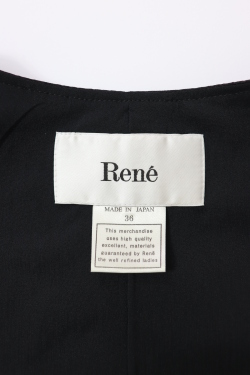 René
MADE IN JAPAN
36
This merchandise
uses high quality
excellent, materials
guaranteed by René
the well refined ladies